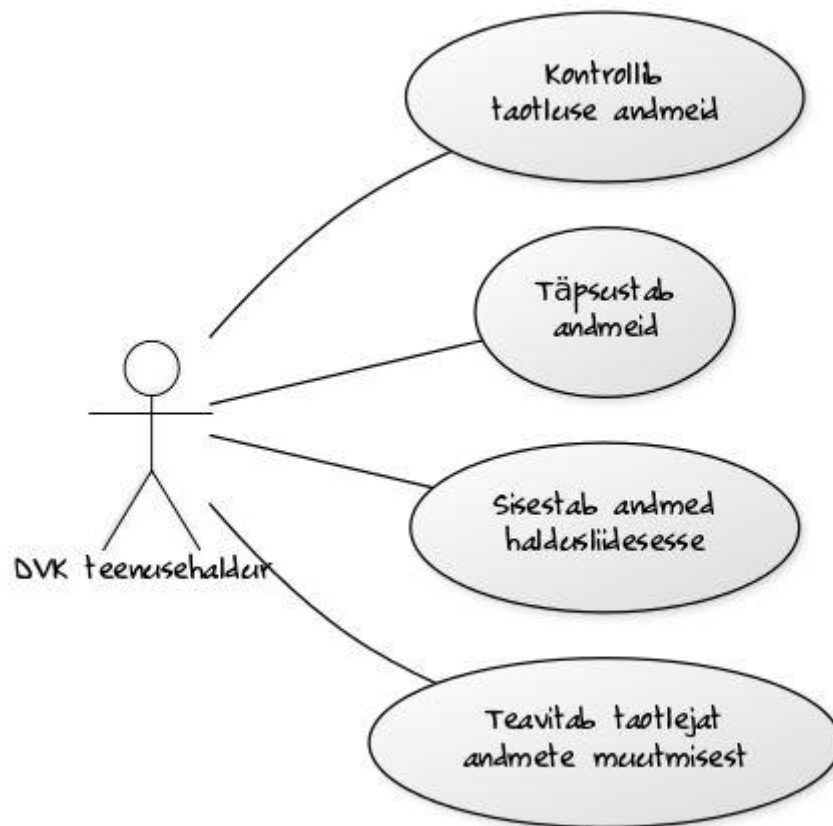 Kontrollib
taotluse andmeid
Täpsustab
andmeid
Sisestab andmed
haldusliidesesse
DVK teenusehaldur
Teavitab taotlejat
andmete muutmisest